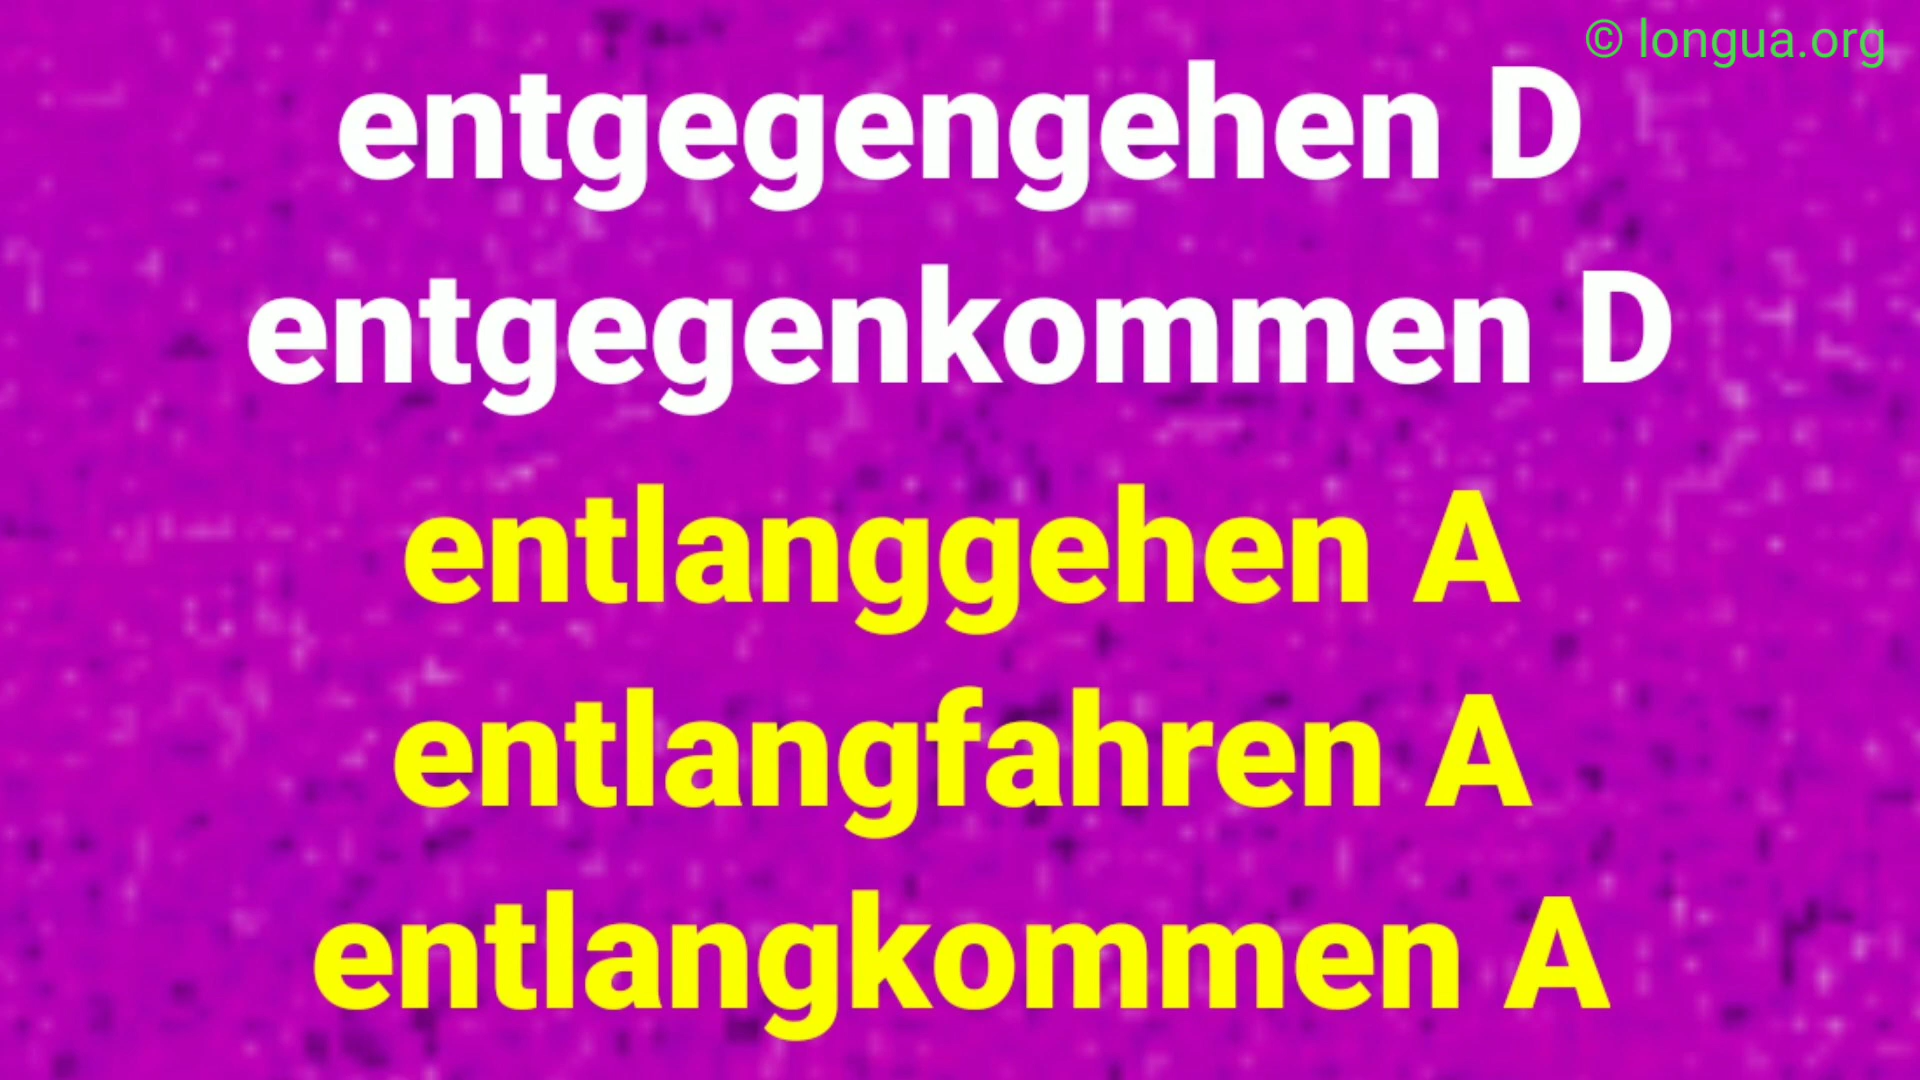 © longua.org
entgegengehen D
entgegenkommen D
entlanggehen A
entlangfahren A
entlangkommen A